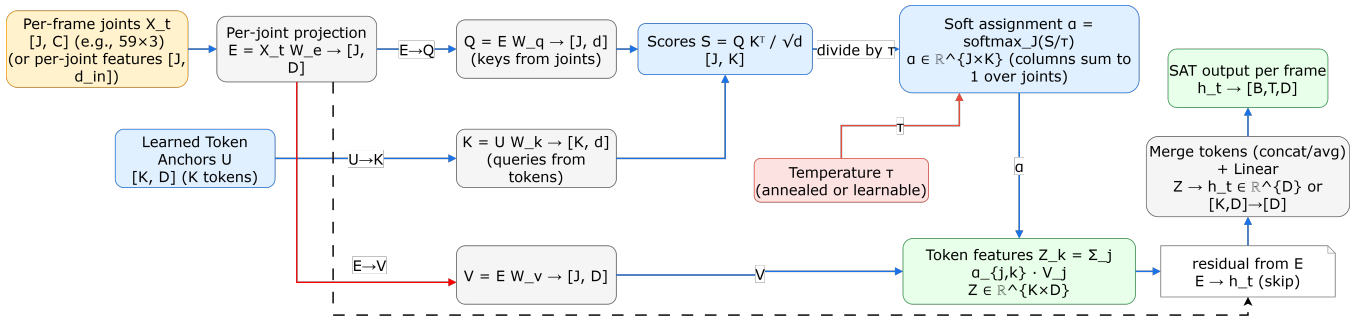 Per-frame joints X_t
[J, C] (e.g., 59×3)
(or per-joint features [J,
d_in])
Per-joint projection
E = X_t W_e → [J,
D]
E→Q
Q = E W_q → [J, d]
(keys from joints)
Scores S = Q Kᵀ / √d
[J, K]
divide by τ
Soft assignment α =
softmax_J(S/τ)
α ∈ ℝ^{J×K} (columns sum to
1 over joints)
SAT output per frame
h_t → [B,T,D]
Learned Token
Anchors U
[K, D] (K tokens)
U→K
K = U W_k → [K, d]
(queries from
tokens)
τ
Temperature τ
(annealed or learnable)
α
Merge tokens (concat/avg)
+ Linear
Z → h_t ∈ ℝ^{D} or
[K,D]→[D]
E→V
V = E W_v → [J, D]
V
Token features Z_k = Σ_j
α_{j,k} · V_j
Z ∈ ℝ^{K×D}
residual from E
E → h_t (skip)